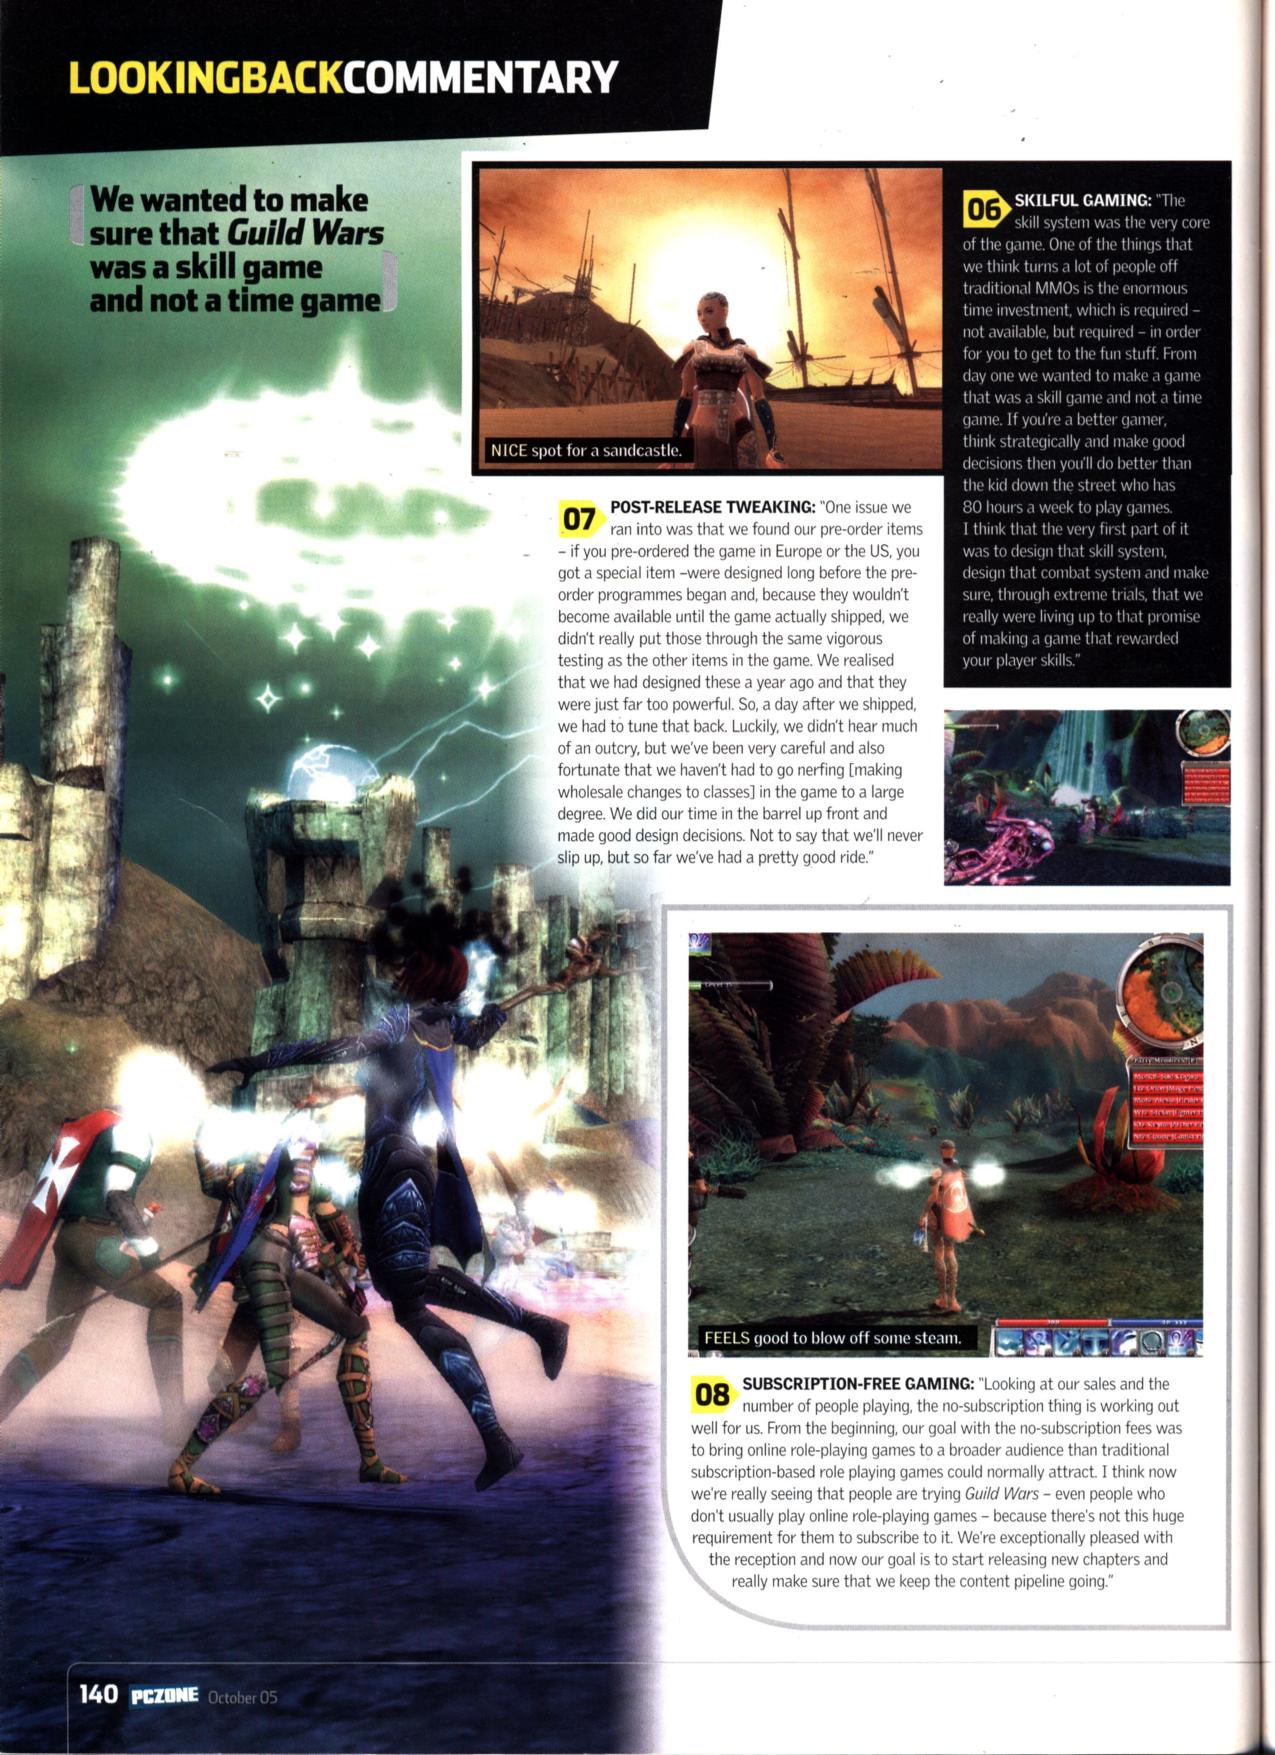 LOOKINGBACKCOMMENTARY
We wanted to make
sure that Guild Wars
was a skill game
and not a time game
NICE spot for a sandcastle.
06 SKILFUL GAMING: “The
skill system was the very core
of the game. One of the things that
we think turns a lot of people off
traditional MMOs is the enormous
time investment, which is required –
not available, but required – in order
for you to get to the fun stuff. From
day one we wanted to make a game
that was a skill game and not a time
game. If you're a better gamer,
think strategically and make good
decisions then you'll do better than
the kid down the street who has
80 hours a week to play games.
I think that the very first part of it
was to design that skill system,
design that combat system and make
sure, through extreme trials, that we
really were living up to that promise
of making a game that rewarded
your player skills.”
07 POST-RELEASE TWEAKING: “One issue we
ran into was that we found our pre-order items
– if you pre-ordered the game in Europe or the US, you
got a special item –were designed long before the pre-
order programmes began and, because they wouldn't
become available until the game actually shipped, we
didn't really put those through the same vigorous
testing as the other items in the game. We realised
that we had designed these a year ago and that they
were just far too powerful. So, a day after we shipped,
we had to tune that back. Luckily, we didn't hear much
of an outcry, but we've been very careful and also
fortunate that we haven't had to go nerfing [making
wholesale changes to classes] in the game to a large
degree. We did our time in the barrel up front and
made good design decisions. Not to say that we'll never
slip up, but so far we've had a pretty good ride.”
FEELS good to blow off some steam.
08 SUBSCRIPTION-FREE GAMING: “Looking at our sales and the
number of people playing, the no-subscription thing is working out
well for us. From the beginning, our goal with the no-subscription fees was
to bring online role-playing games to a broader audience than traditional
subscription-based role playing games could normally attract. I think now
we're really seeing that people are trying Guild Wars – even people who
don't usually play online role-playing games – because there's not this huge
requirement for them to subscribe to it. We're exceptionally pleased with
the reception and now our goal is to start releasing new chapters and
really make sure that we keep the content pipeline going.”
140 PCZONE October 05